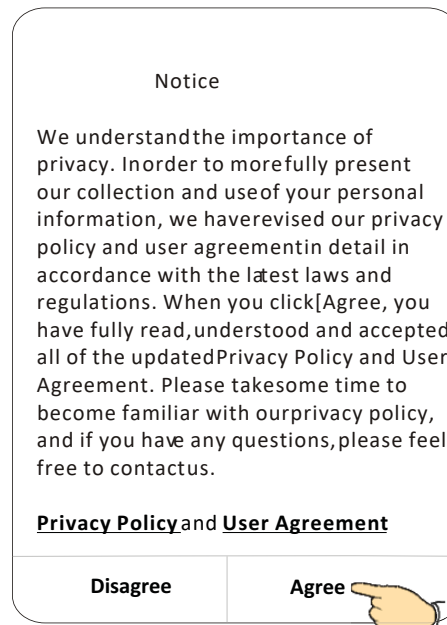 Notice
We understandthe importance of
privacy. Inorder to morefully present
our collection and useof your personal
information, we haverevised our privacy
policy and user agreementin detail in
accordance with the latest laws and
regulations. When you click[Agree, you
have fully read,understood and accepted
all of the updatedPrivacy Policy and User
Agreement. Please takesome time to
become familiar with ourprivacy policy,
and if you have any questions,please feel
free to contactus.
Privacy Policy and User Agreement
Disagree Agree